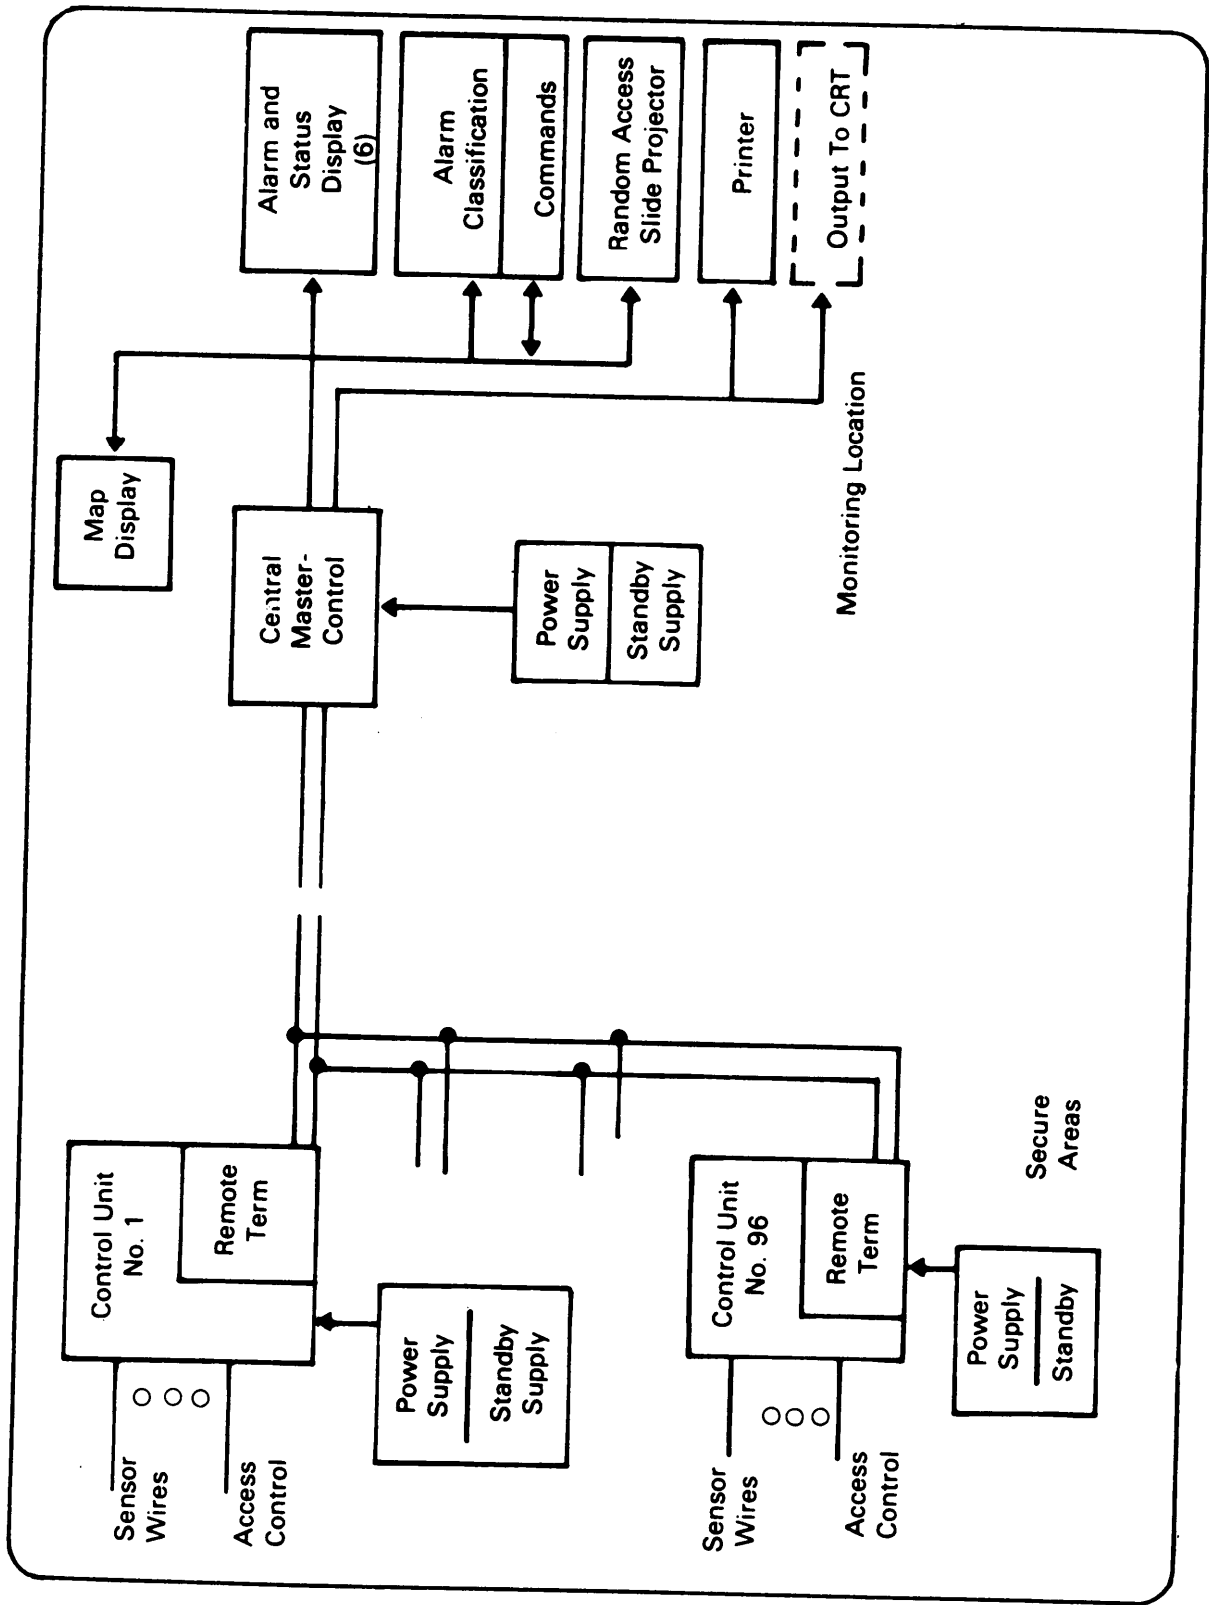 Sensor
Wires
Access
Control
Control Unit
No. 1
Remote
Term
Power
Supply
Standby
Supply
Sensor
Wires
Access
Control
Control Unit
No. 96
Remote
Term
Power
Supply
Standby
Secure
Areas
Map
Display
Central
Master-
Control
Power
Supply
Standby
Supply
Monitoring Location
Alarm and
Status
Display
(6)
Alarm
Classification
Commands
Random Access
Slide Projector
Printer
Output To CRT